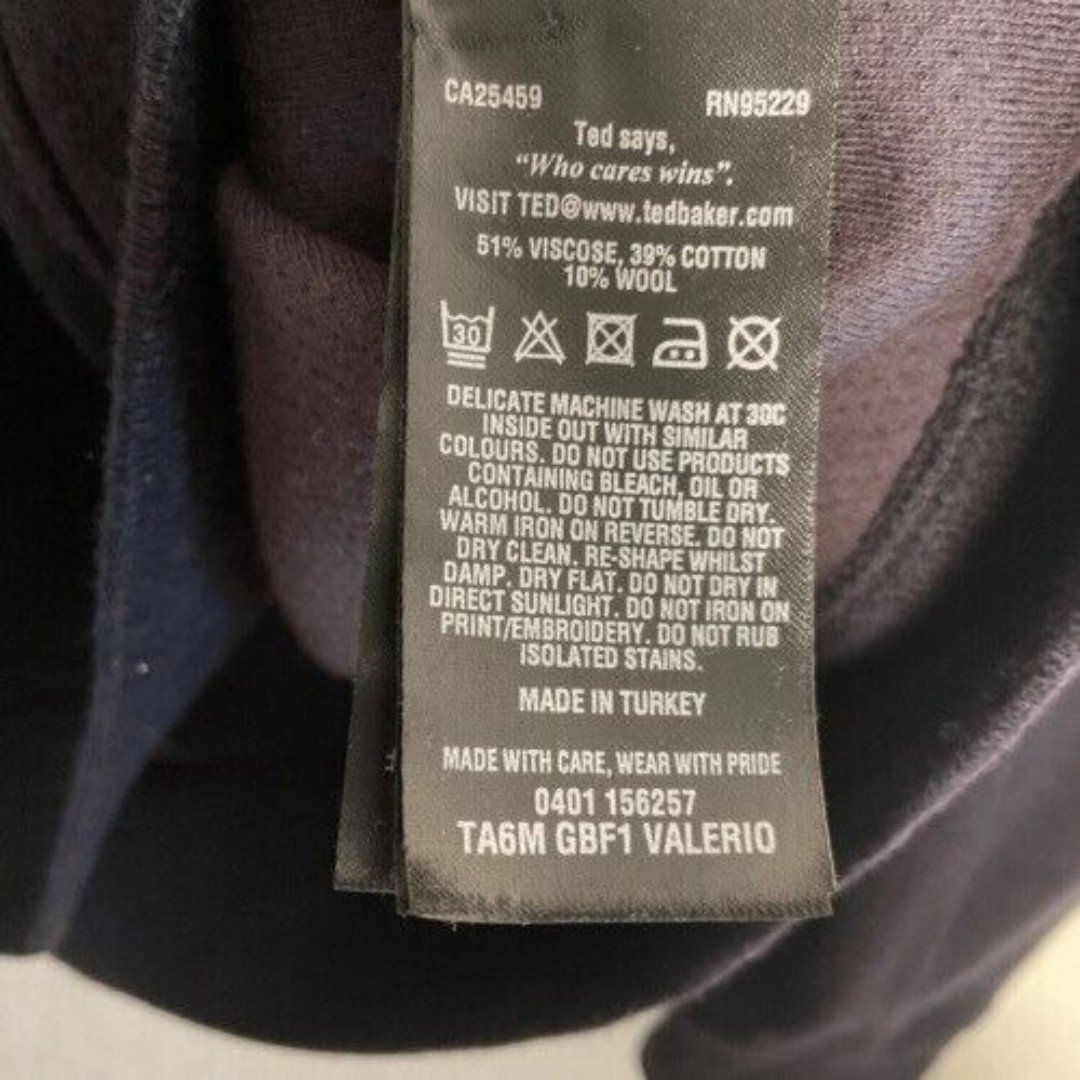 CA25459 RN95229
Ted says,
“Who cares wins”.
VISIT TED@www.tedbaker.com
51% VISCOSE, 39% COTTON
10% WOOL
30
DELICATE MACHINE WASH AT 30C
INSIDE OUT WITH SIMILAR
COLOURS. DO NOT USE PRODUCTS
CONTAINING BLEACH, OIL OR
ALCOHOL. DO NOT TUMBLE DRY.
WARM IRON ON REVERSE. DO NOT
DRY CLEAN. RE-SHAPE WHILST
DAMP. DRY FLAT. DO NOT DRY IN
DIRECT SUNLIGHT. DO NOT IRON ON
PRINT/EMBROIDERY. DO NOT RUB
ISOLATED STAINS.
MADE IN TURKEY
MADE WITH CARE, WEAR WITH PRIDE
0401 156257
TA6M GBF1 VALERIO